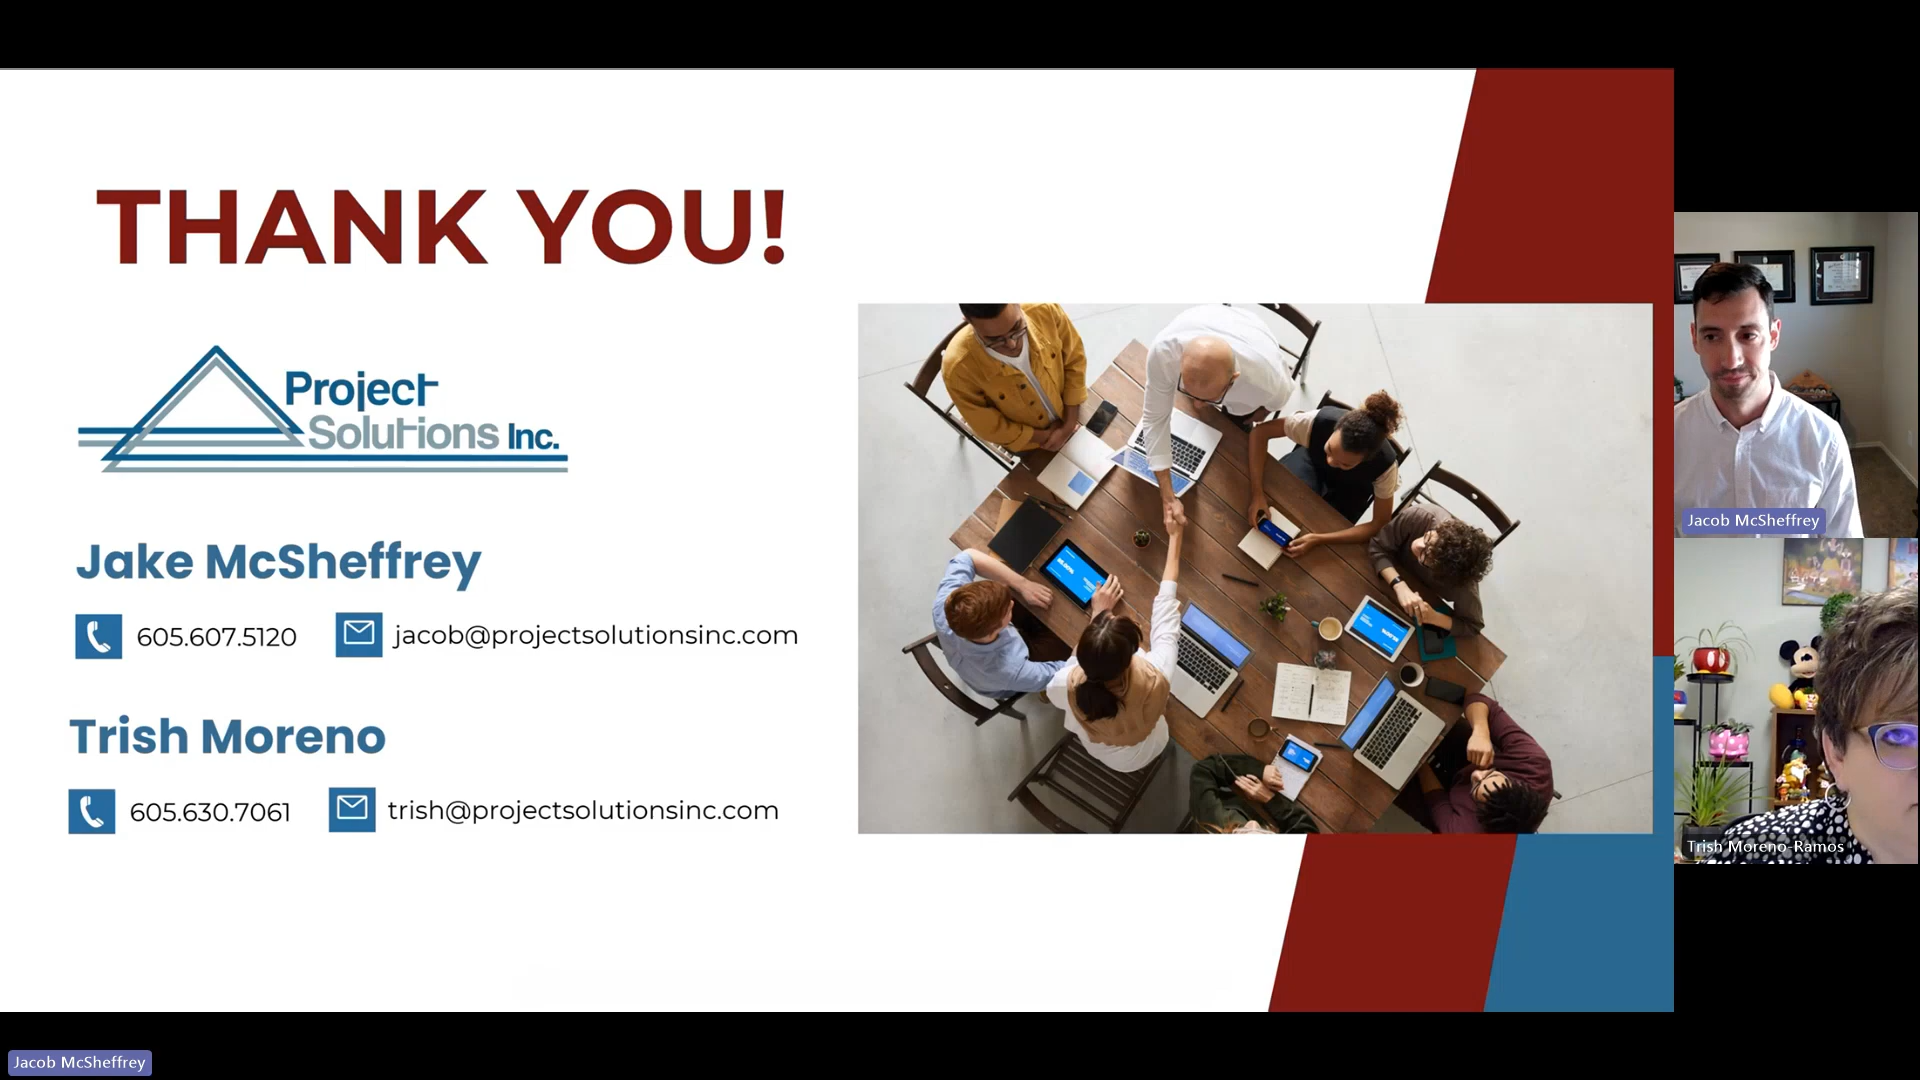 THANK YOU!
Project
Solutions Inc.
Jake McSheffrey
605.607.5120
jacob@projectsolutionsinc.com
Trish Moreno
605.630.7061
trish@projectsolutionsinc.com
Jacob McSheffrey
Trish Moreno-Ramos
Jacob McSheffrey